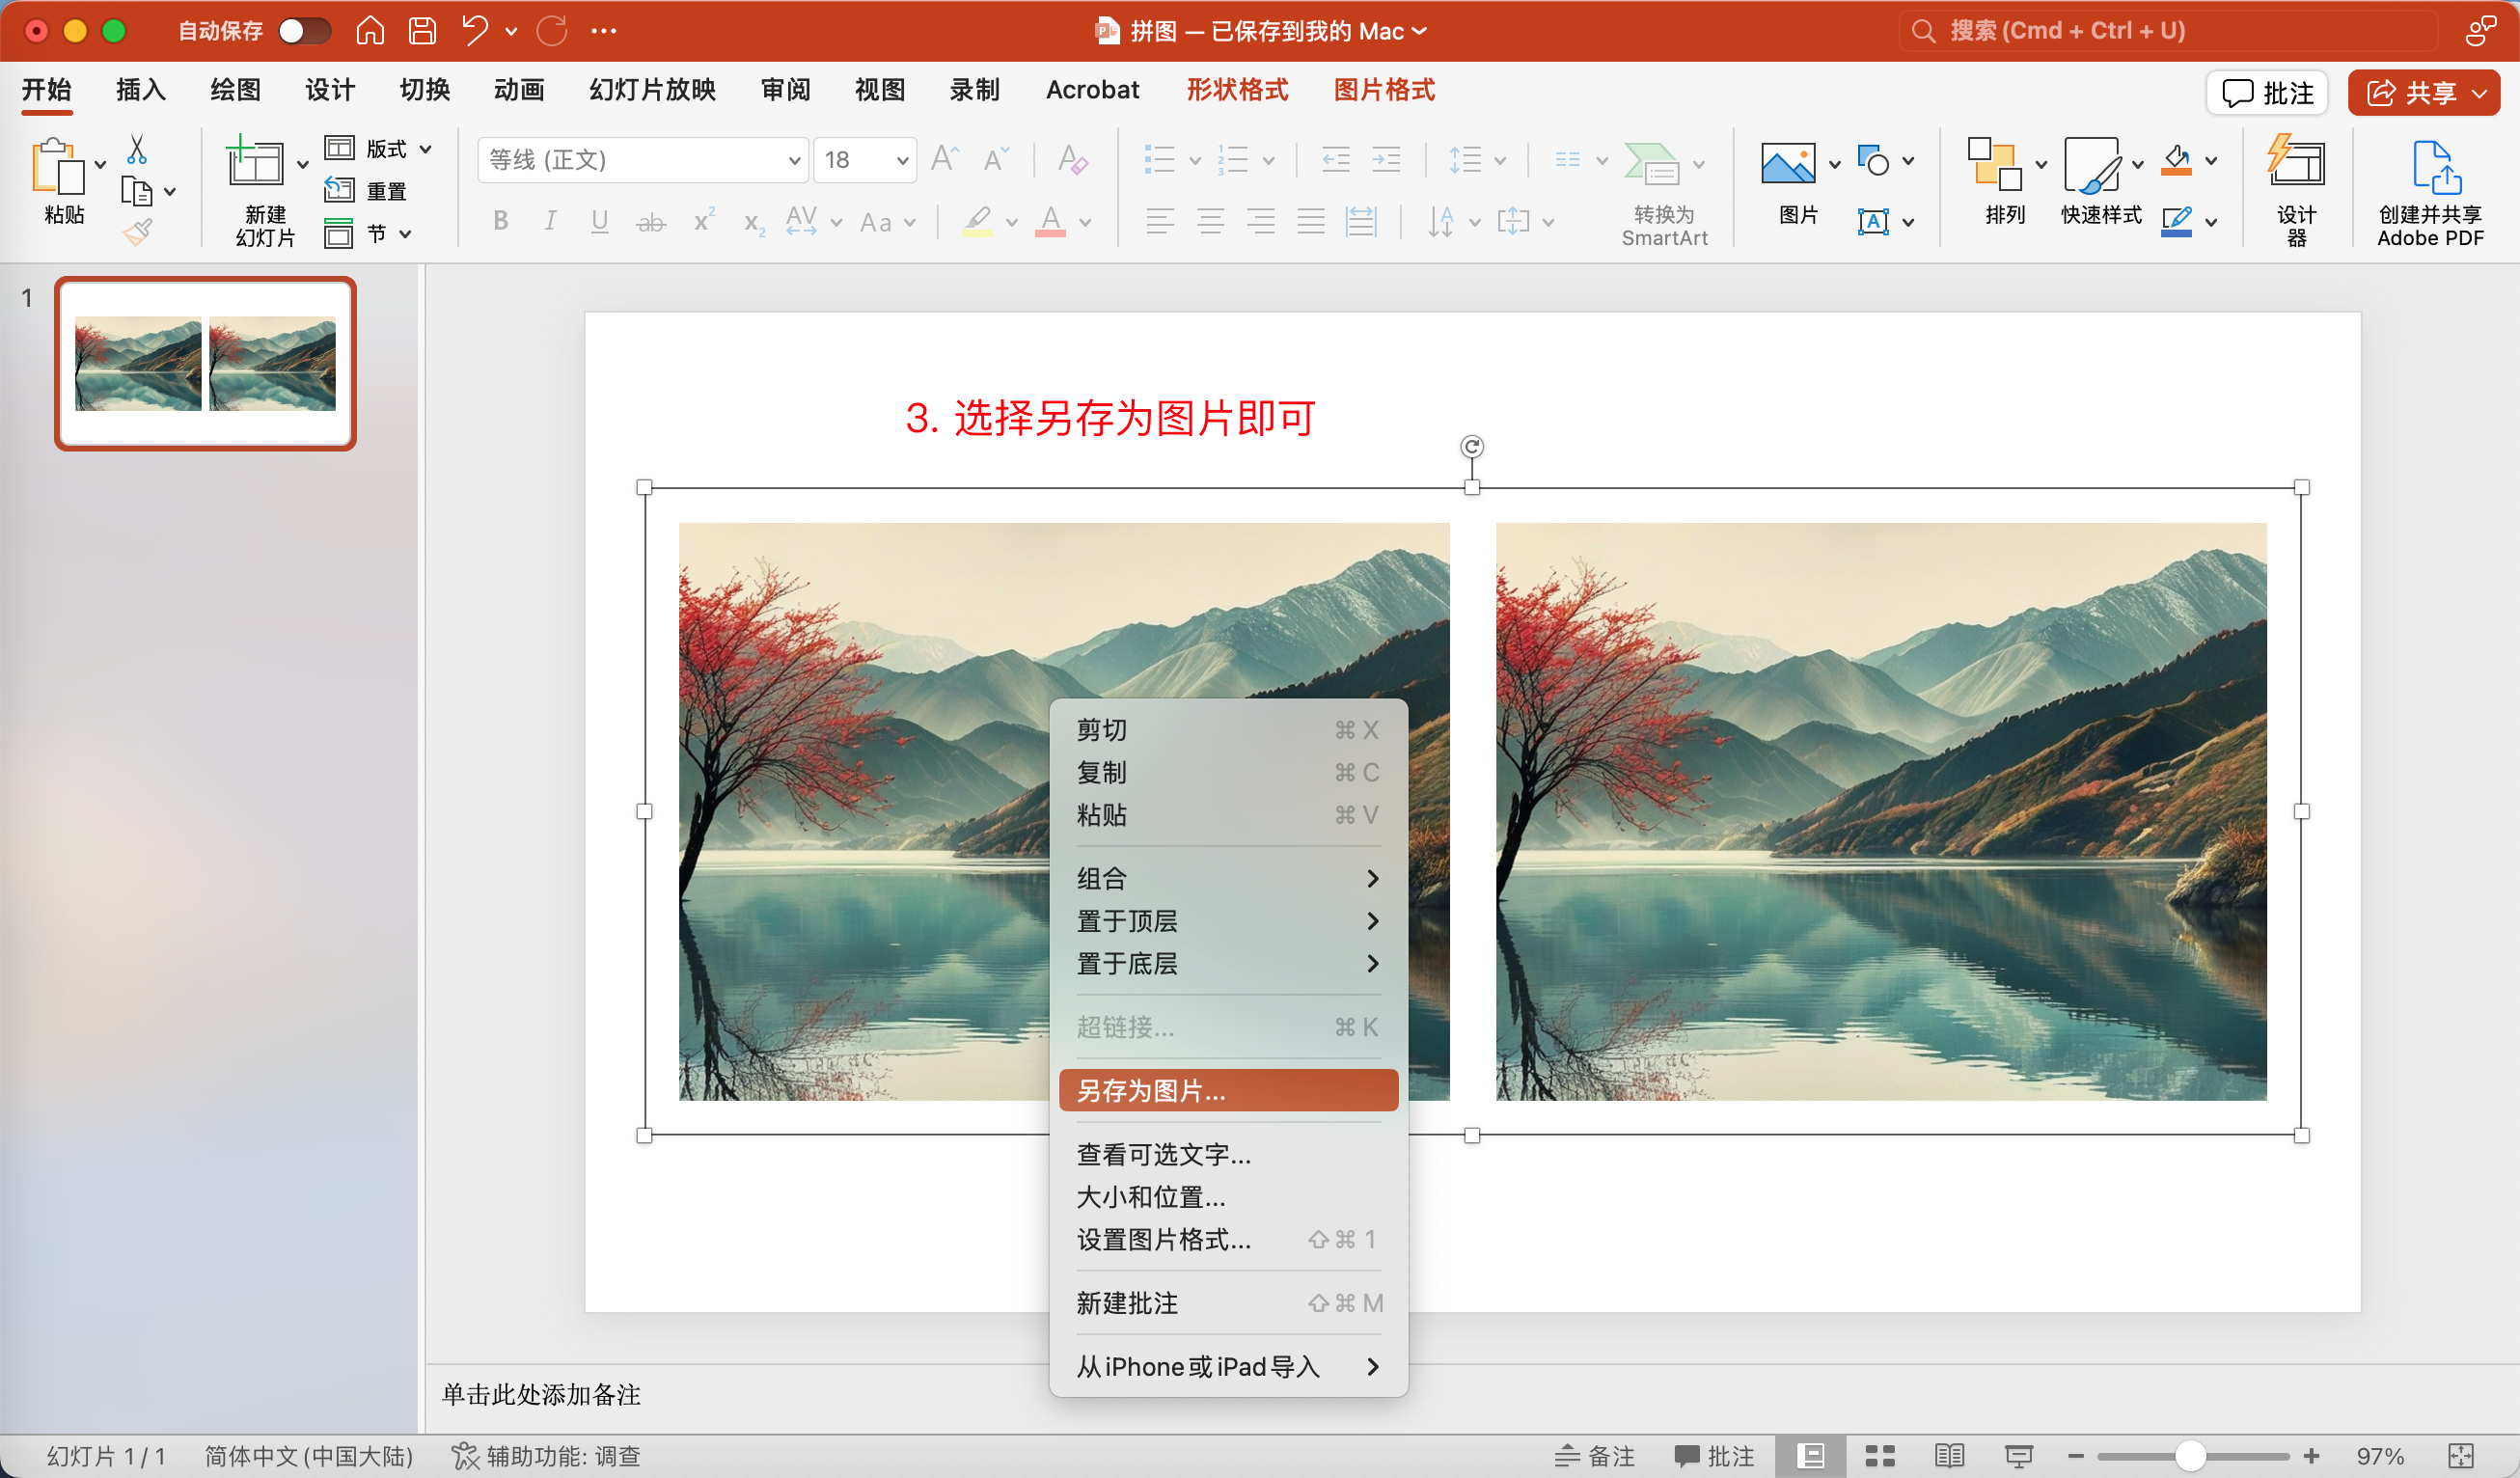 自动保存
拼图 — 已保存到我的 Mac
搜索 (Cmd + Ctrl + U)
开始 插入 绘图 设计 切换 动画 幻灯片放映 审阅 视图 录制 Acrobat 形状格式 图片格式
批注 共享
粘贴
新建
幻灯片
版式
重置
节
等线 (正文) 18
转换为
SmartArt
图片
排列
快速样式
设计
器
创建并共享
Adobe PDF
1
3. 选择另存为图片即可
剪切 ⌘ X
复制 ⌘ C
粘贴 ⌘ V
组合
置于顶层
置于底层
超链接... ⌘ K
另存为图片...
查看可选文字...
大小和位置...
设置图片格式... ⇧⌘ 1
新建批注 ⇧⌘ M
从 iPhone 或 iPad 导入
单击此处添加备注
幻灯片 1 / 1 简体中文 (中国大陆) 辅助功能: 调查 备注 批注 97%